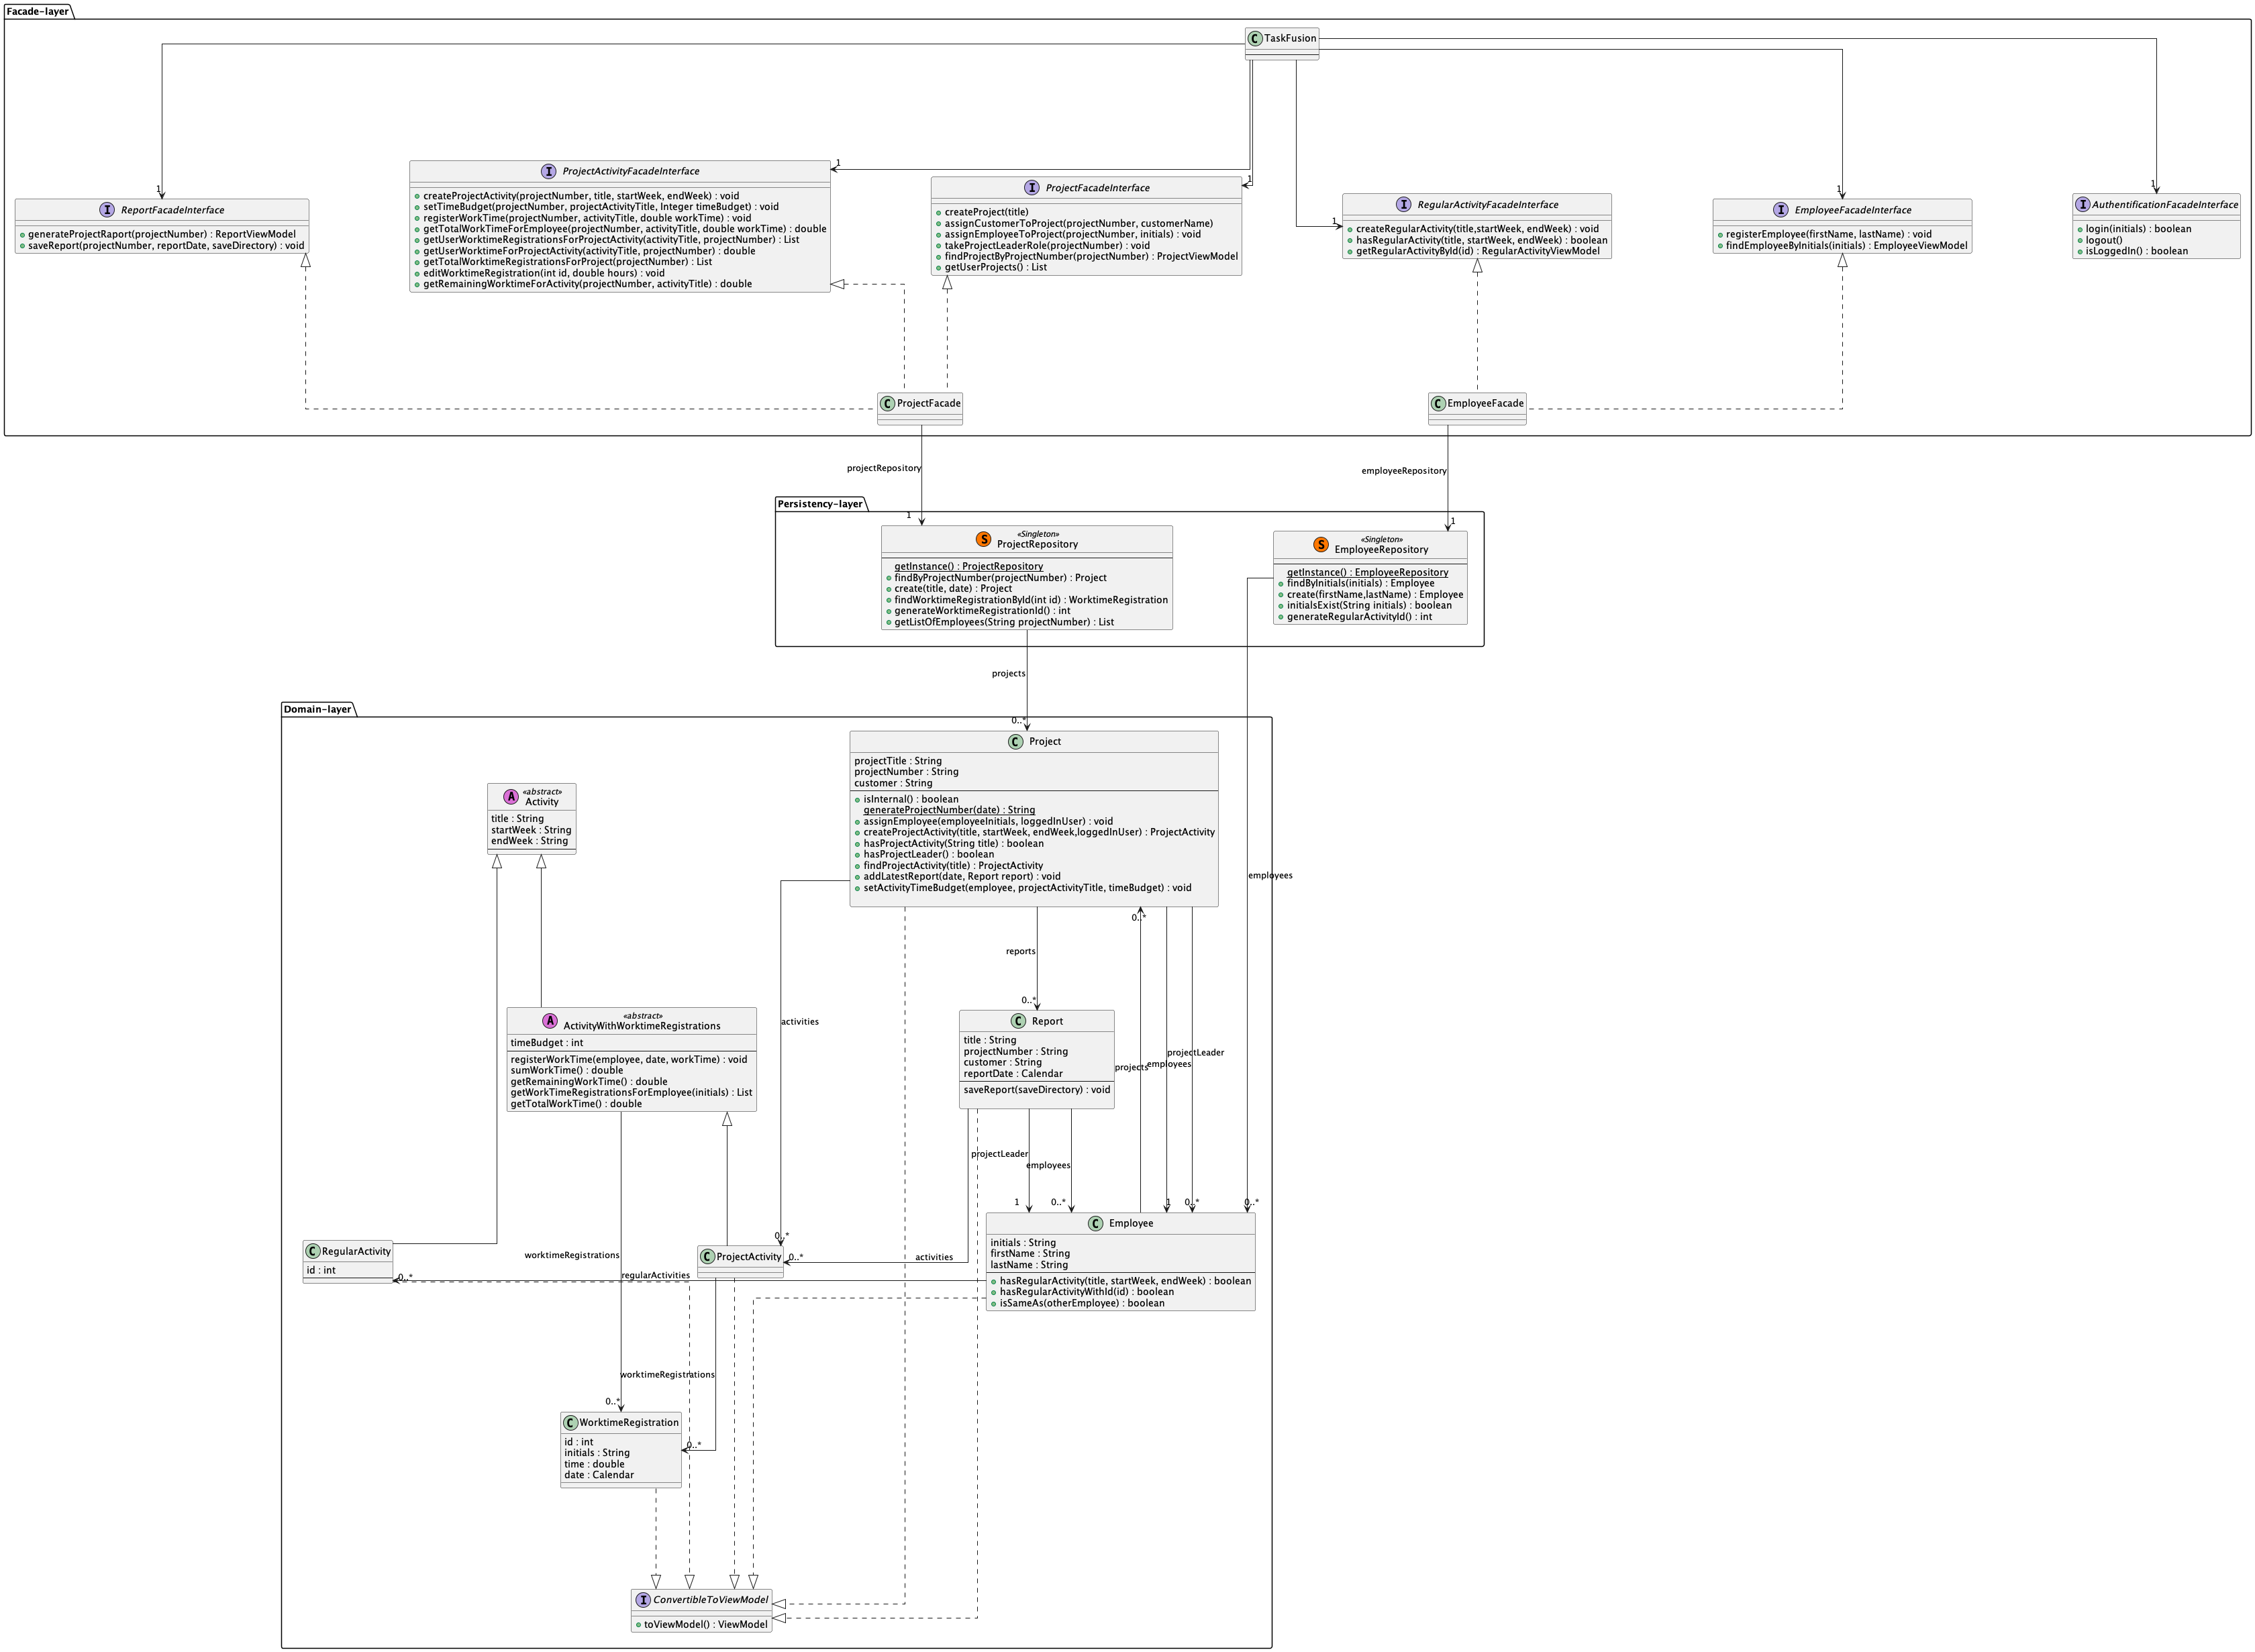 Facade-layer
C TaskFusion
1
I ReportFacadeInterface
generateProjectRaport(projectNumber) : ReportViewModel
saveReport(projectNumber, reportDate, saveDirectory) : void
1
I ProjectActivityFacadeInterface
createProjectActivity(projectNumber, title, startWeek, endWeek) : void
setTimeBudget(projectNumber, projectActivityTitle, Integer timeBudget) : void
registerWorkTime(projectNumber, activityTitle, double workTime) : void
getTotalWorkTimeForEmployee(projectNumber, activityTitle, double workTime) : double
getUserWorktimeRegistrationsForProjectActivity(activityTitle, projectNumber) : List
getUserWorktimeForProjectActivity(activityTitle, projectNumber) : double
getTotalWorktimeRegistrationsForProject(projectNumber) : List
editWorktimeRegistration(int id, double hours) : void
getRemainingWorktimeForActivity(projectNumber, activityTitle) : double
1
I ProjectFacadeInterface
createProject(title)
assignCustomerToProject(projectNumber, customerName)
assignEmployeeToProject(projectNumber, initials) : void
takeProjectLeaderRole(projectNumber) : void
findProjectByProjectNumber(projectNumber) : ProjectViewModel
getUserProjects() : List
1
I RegularActivityFacadeInterface
createRegularActivity(title,startWeek, endWeek) : void
hasRegularActivity(title, startWeek, endWeek) : boolean
getRegularActivityById(id) : RegularActivityViewModel
1
I EmployeeFacadeInterface
registerEmployee(firstName, lastName) : void
findEmployeeByInitials(initials) : EmployeeViewModel
1
I AuthentificationFacadeInterface
login(initials) : boolean
logout()
isLoggedIn() : boolean
C ProjectFacade
C EmployeeFacade
projectRepository
employeeRepository
1
1
Persistency-layer
S «Singleton»
ProjectRepository
getInstance() : ProjectRepository
findByProjectNumber(projectNumber) : Project
create(title, date) : Project
findWorktimeRegistrationById(int id) : WorktimeRegistration
generateWorktimeRegistrationId() : int
getListOfEmployees(String projectNumber) : List
S «Singleton»
EmployeeRepository
getInstance() : EmployeeRepository
findByInitials(initials) : Employee
create(firstName,lastName) : Employee
initialsExist(String initials) : boolean
generateRegularActivityId() : int
projects
0..*
Domain-layer
C Project
projectTitle : String
projectNumber : String
customer : String
isInternal() : boolean
generateProjectNumber(date) : String
assignEmployee(employeeInitials, loggedInUser) : void
createProjectActivity(title, startWeek, endWeek,loggedInUser) : ProjectActivity
hasProjectActivity(String title) : boolean
hasProjectLeader() : boolean
findProjectActivity(title) : ProjectActivity
addLatestReport(date, Report report) : void
setActivityTimeBudget(employee, projectActivityTitle, timeBudget) : void
A «abstract»
Activity
title : String
startWeek : String
endWeek : String
employees
0..*
reports
0..*
activities
A «abstract»
ActivityWithWorktimeRegistrations
timeBudget : int
registerWorkTime(employee, date, workTime) : void
sumWorkTime() : double
getRemainingWorkTime() : double
getWorkTimeRegistrationsForEmployee(initials) : List
getTotalWorkTime() : double
C Report
title : String
projectNumber : String
customer : String
reportDate : Calendar
saveReport(saveDirectory) : void
projects
employees
projectLeader
projectLeader
employees
1
0..*
1
0..*
0..*
C Employee
initials : String
firstName : String
lastName : String
hasRegularActivity(title, startWeek, endWeek) : boolean
hasRegularActivityWithId(id) : boolean
isSameAs(otherEmployee) : boolean
C RegularActivity
id : int
0..*
worktimeRegistrations
regularActivities
0..*
C ProjectActivity
0..*
activities
worktimeRegistrations
0..*
C WorktimeRegistration
id : int
initials : String
time : double
date : Calendar
0..*
I ConvertibleToViewModel
toViewModel() : ViewModel